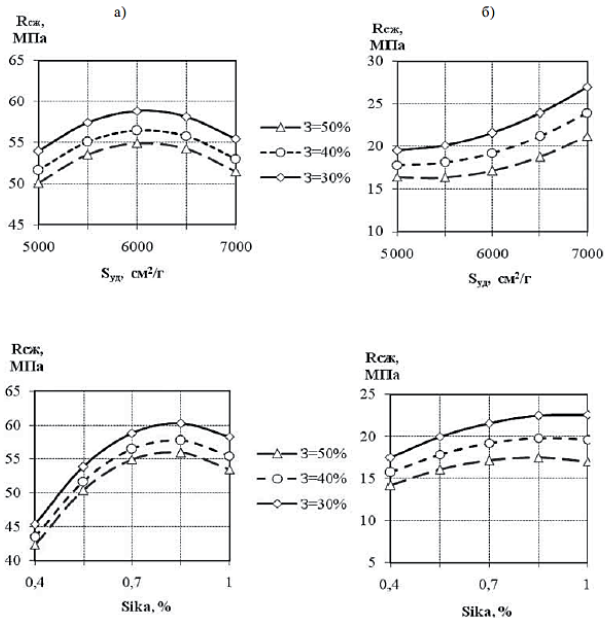 а)
Rсж,
МПа
65
60
55
50
45
5000
6000
7000
Sуд, см²/г
З=50%
З=40%
З=30%
б)
Rсж,
МПа
30
25
20
15
10
5000
6000
7000
Sуд, см²/г
Rсж,
МПа
65
60
55
50
45
40
0,4
0,7
1
Sika, %
З=50%
З=40%
З=30%
Rсж,
МПа
25
20
15
10
5
0,4
0,7
1
Sika, %